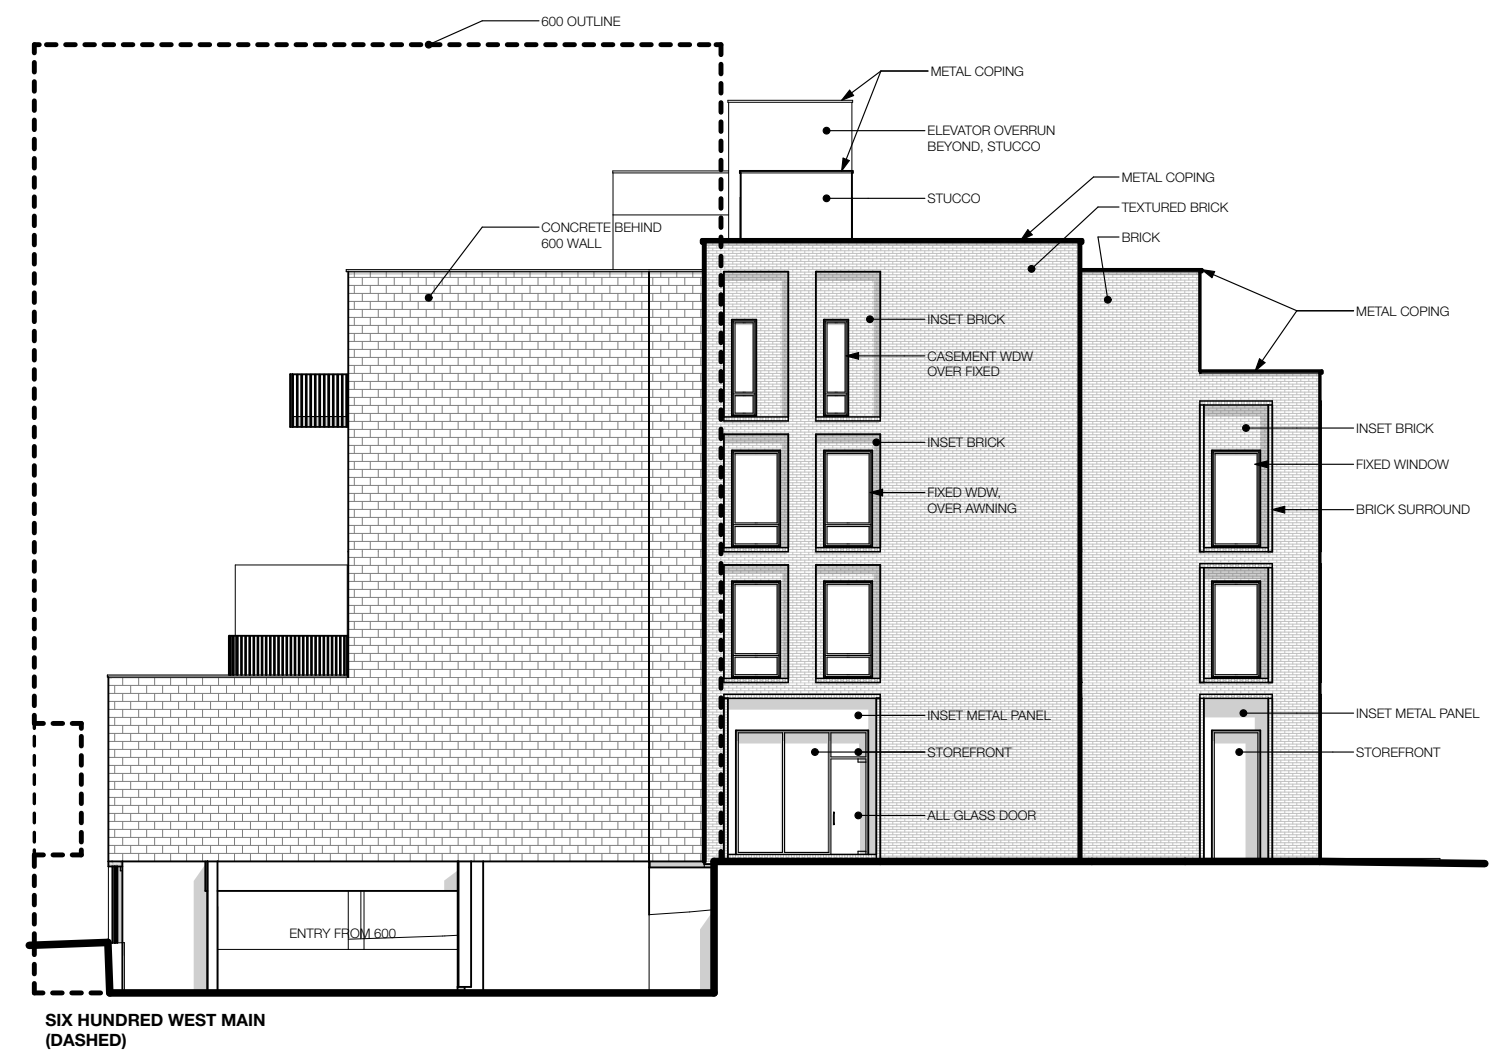 600 OUTLINE
METAL COPING
ELEVATOR OVERRUN
BEYOND, STUCCO
METAL COPING
STUCCO
TEXTURED BRICK
CONCRETE BEHIND
600 WALL
BRICK
METAL COPING
INSET BRICK
CASEMENT WDW
OVER FIXED
INSET BRICK
INSET BRICK
FIXED WINDOW
FIXED WDW,
OVER AWNING
BRICK SURROUND
INSET METAL PANEL
INSET METAL PANEL
STOREFRONT
STOREFRONT
ALL GLASS DOOR
ENTRY FROM 600
SIX HUNDRED WEST MAIN
(DASHED)